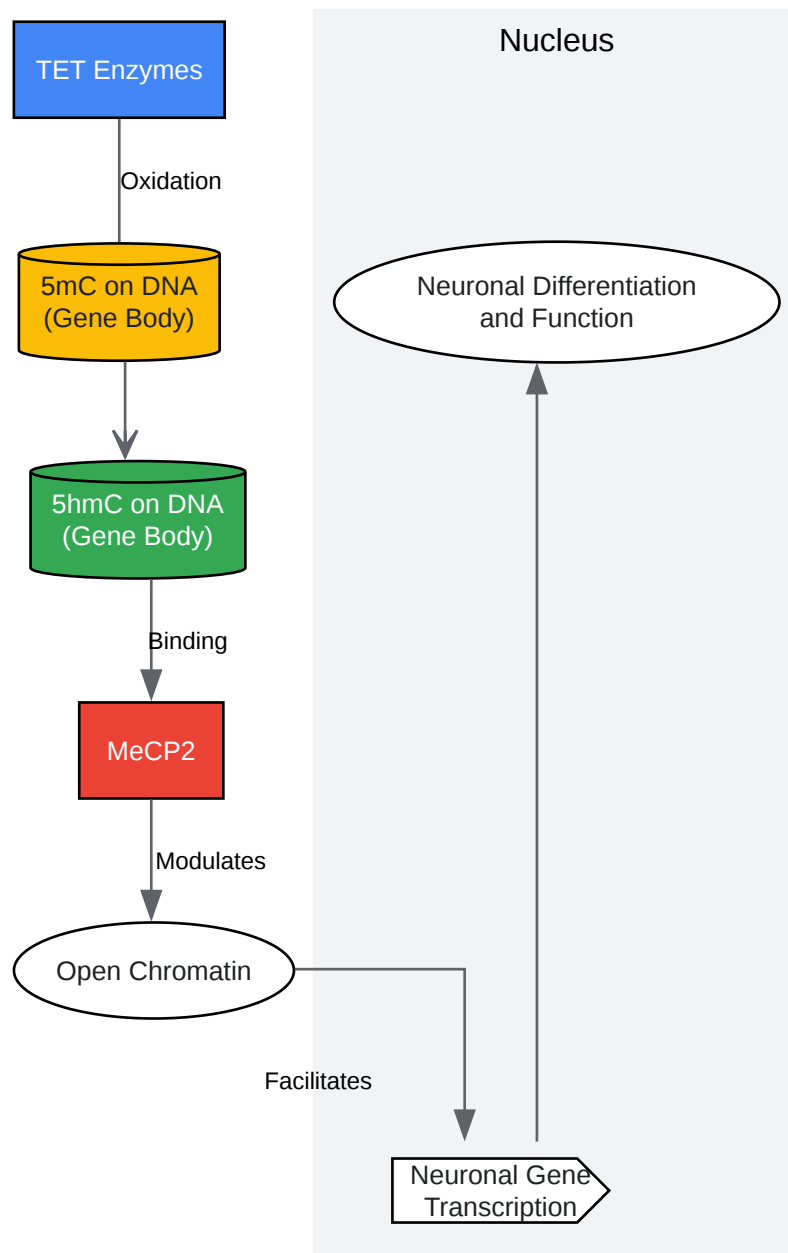 TET Enzymes
Nucleus
Oxidation
5mC on DNA
(Gene Body)
Neuronal Differentiation
and Function
5hmC on DNA
(Gene Body)
Binding
MeCP2
Modulates
Open Chromatin
Facilitates
Neuronal Gene
Transcription